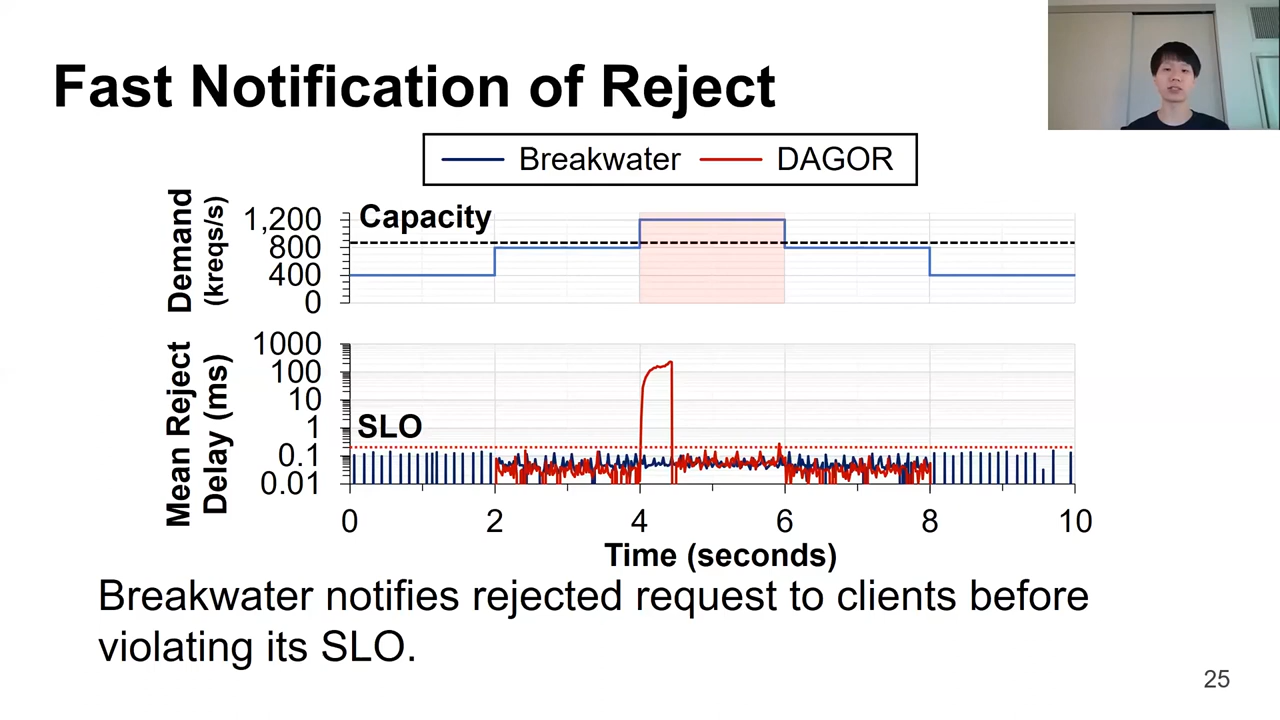 Fast Notification of Reject
Breakwater
DAGOR
Demand
(kreqs/s)
1,200
800
400
0
Capacity
Mean Reject
Delay (ms)
1000
100
10
1
0.1
0.01
SLO
0 2 4 6 8 10
Time (seconds)
Breakwater notifies rejected request to clients before
violating its SLO.
25